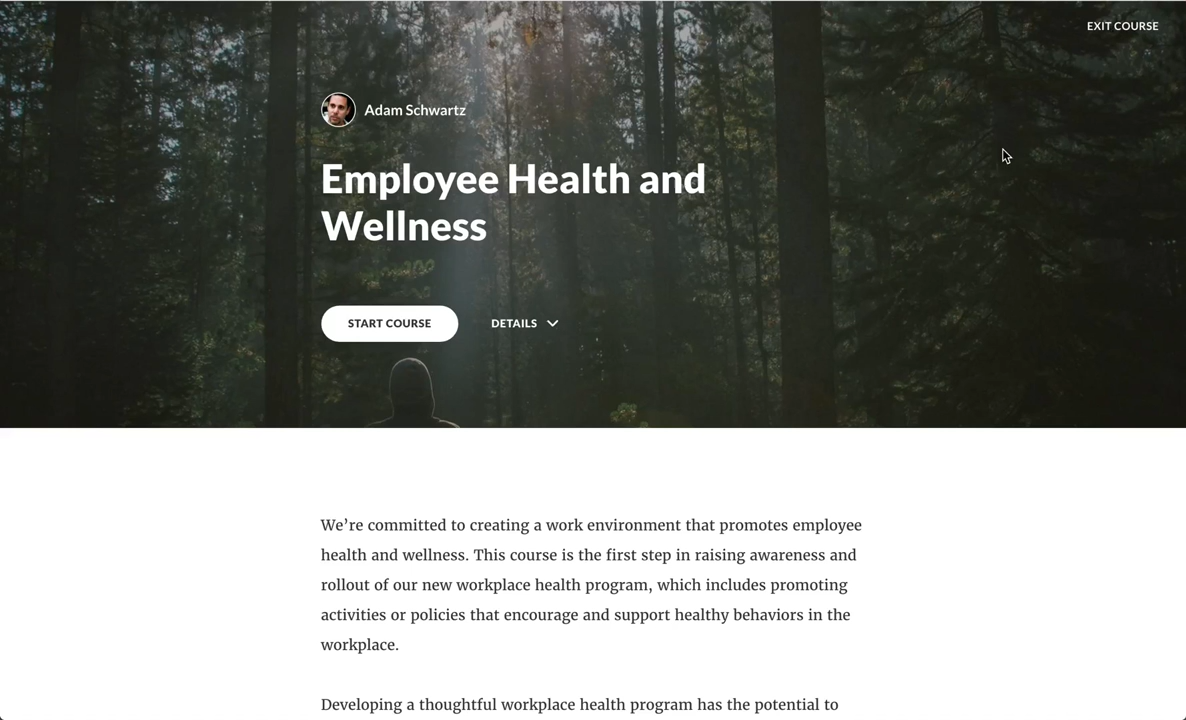 EXIT COURSE
Adam Schwartz
Employee Health and
Wellness
START COURSE
DETAILS
We’re committed to creating a work environment that promotes employee
health and wellness. This course is the first step in raising awareness and
rollout of our new workplace health program, which includes promoting
activities or policies that encourage and support healthy behaviors in the
workplace.
Developing a thoughtful workplace health program has the potential to